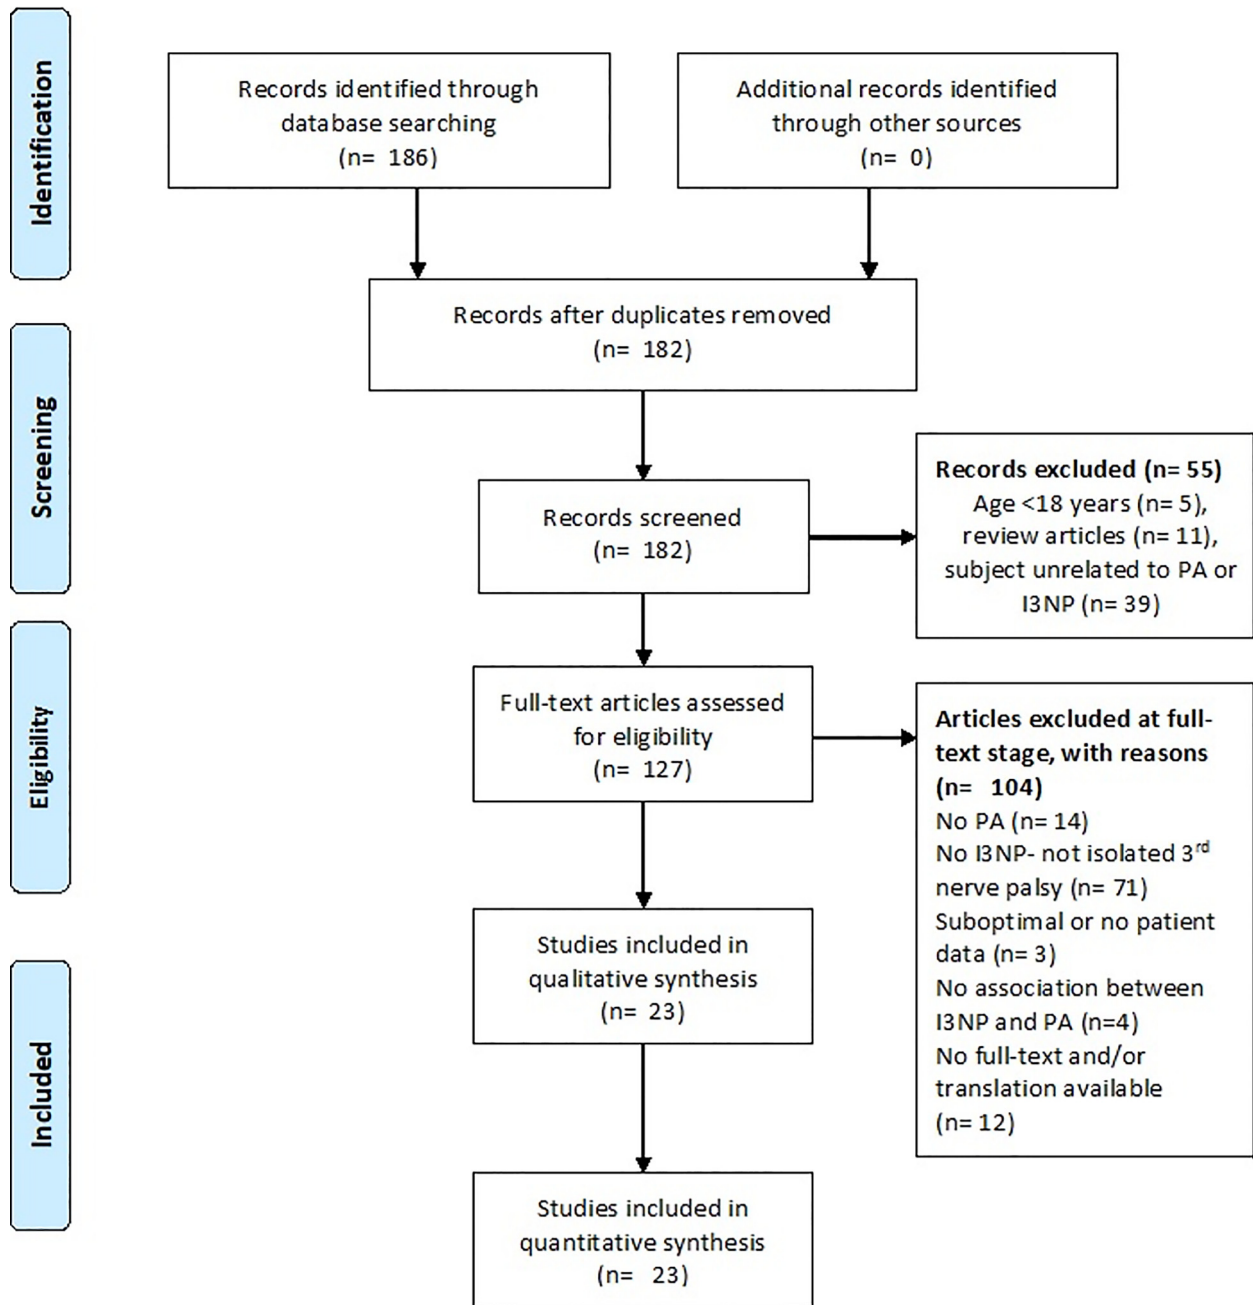 Identification
Records identified through
database searching
(n= 186)
Additional records identified
through other sources
(n= 0)
Records after duplicates removed
(n= 182)
Screening
Records screened
(n= 182)
Records excluded (n= 55)
Age <18 years (n= 5),
review articles (n= 11),
subject unrelated to PA or
I3NP (n= 39)
Eligibility
Full-text articles assessed
for eligibility
(n= 127)
Articles excluded at full-
text stage, with reasons
(n= 104)
No PA (n= 14)
No I3NP- not isolated 3rd
nerve palsy (n= 71)
Suboptimal or no patient
data (n= 3)
No association between
I3NP and PA (n=4)
No full-text and/or
translation available
(n= 12)
Included
Studies included in
qualitative synthesis
(n= 23)
Studies included in
quantitative synthesis
(n= 23)